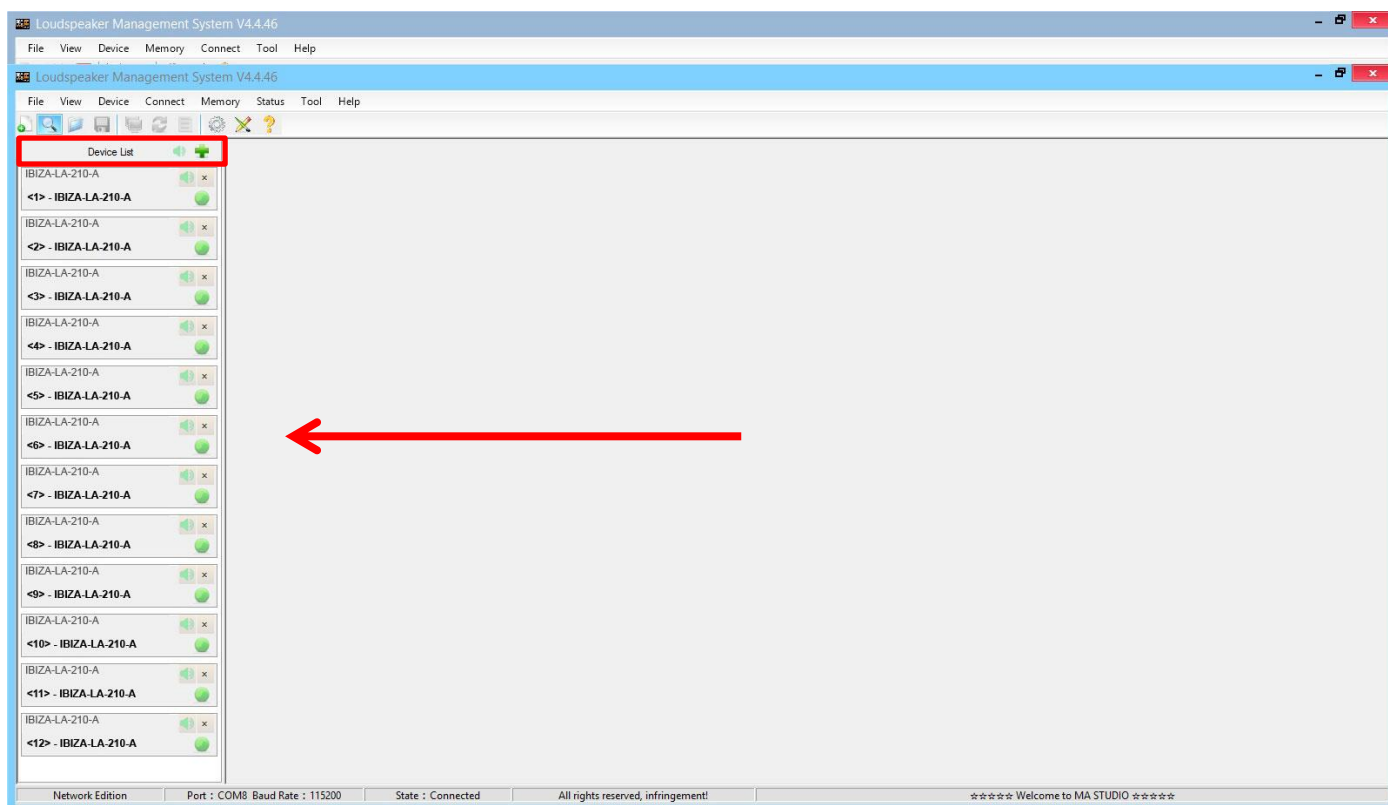 Loudspeaker Management System V4.4.46
File View Device Memory Connect Tool Help
Loudspeaker Management System V4.4.46
File View Device Connect Memory Status Tool Help
Device List
IBIZA-LA-210-A
<1> - IBIZA-LA-210-A
IBIZA-LA-210-A
<2> - IBIZA-LA-210-A
IBIZA-LA-210-A
<3> - IBIZA-LA-210-A
IBIZA-LA-210-A
<4> - IBIZA-LA-210-A
IBIZA-LA-210-A
<5> - IBIZA-LA-210-A
IBIZA-LA-210-A
<6> - IBIZA-LA-210-A
IBIZA-LA-210-A
<7> - IBIZA-LA-210-A
IBIZA-LA-210-A
<8> - IBIZA-LA-210-A
IBIZA-LA-210-A
<9> - IBIZA-LA-210-A
IBIZA-LA-210-A
<10> - IBIZA-LA-210-A
IBIZA-LA-210-A
<11> - IBIZA-LA-210-A
IBIZA-LA-210-A
<12> - IBIZA-LA-210-A
Network Edition Port : COM8 Baud Rate : 115200 State : Connected All rights reserved, infringement! ☆☆☆☆☆ Welcome to MA STUDIO ☆☆☆☆☆